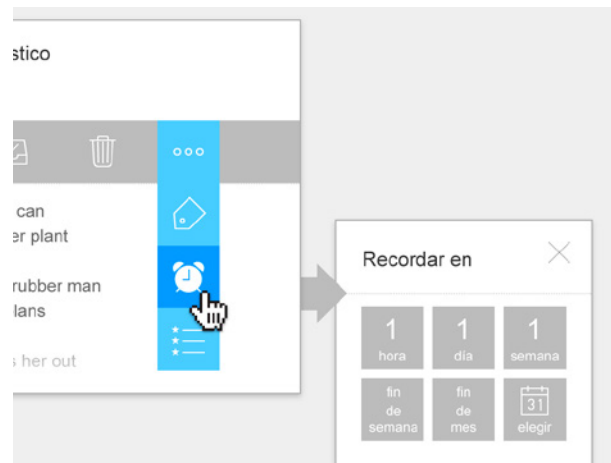 stico
can
er plant
rubber man
lans
s her out
Recordar en
1
hora
1
día
1
semana
fin
de
semana
fin
de
mes
31
elegir